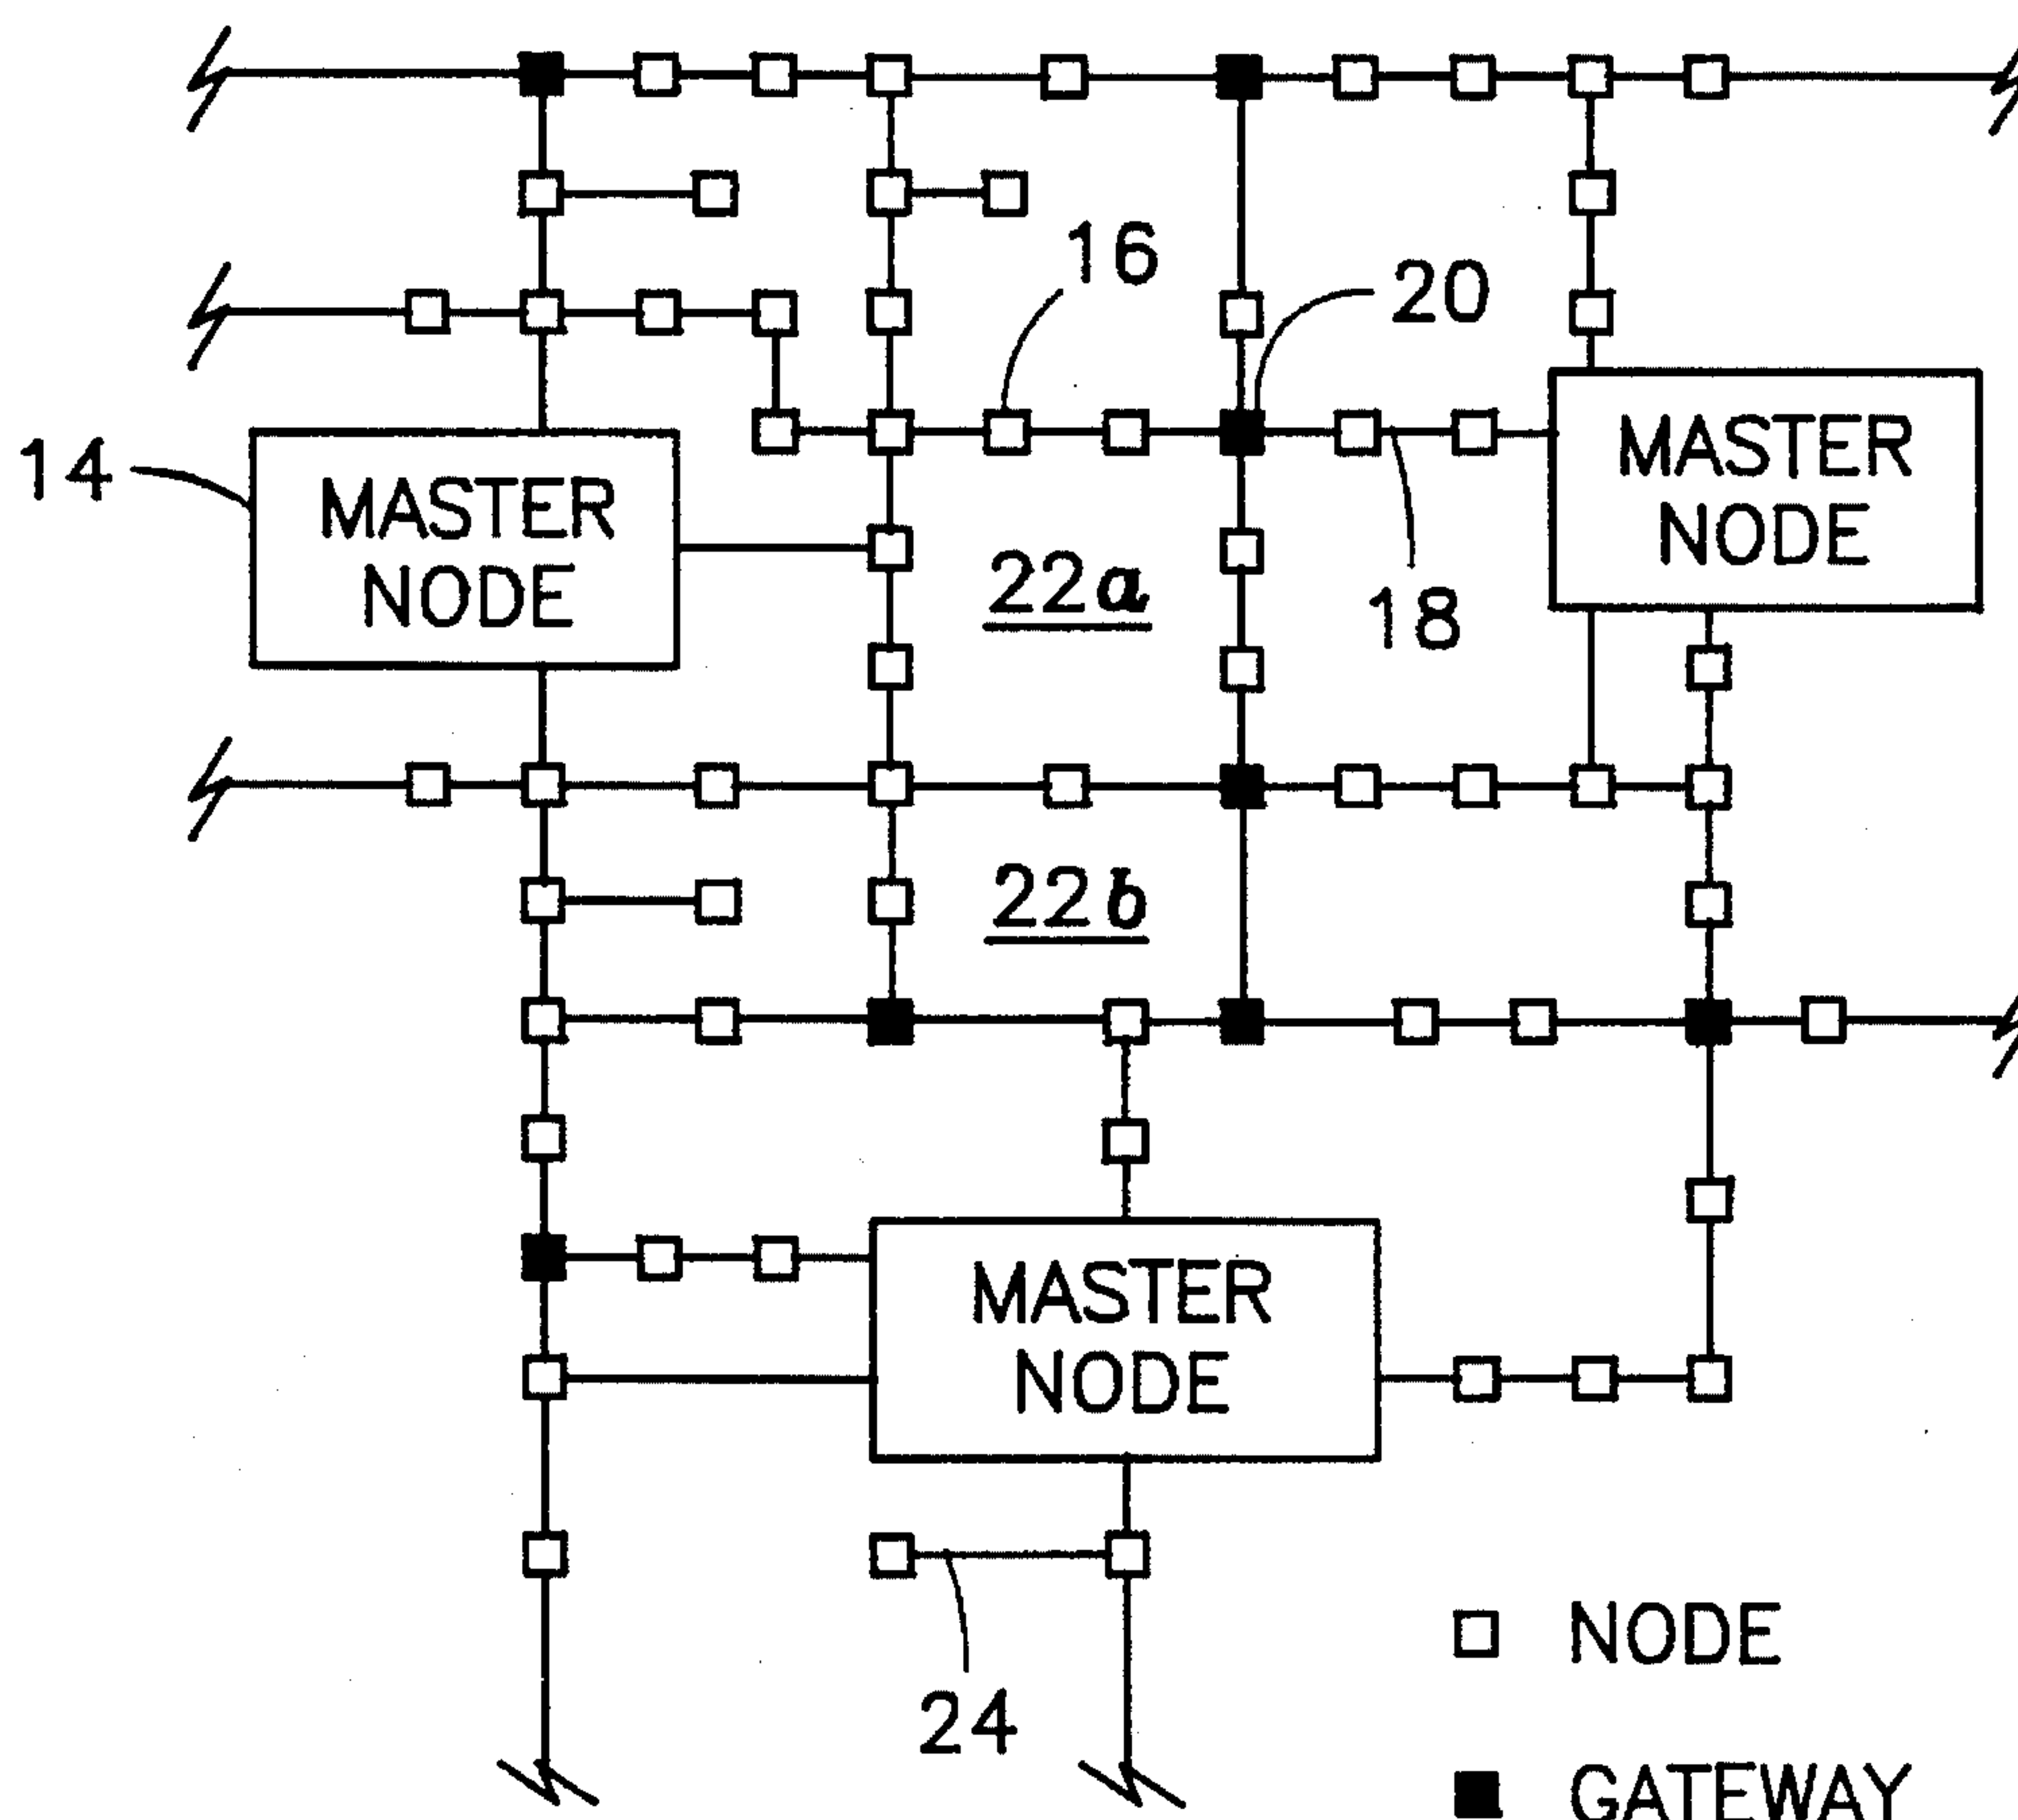 16
20
14
MASTER
NODE
MASTER
NODE
22a
18
22b
MASTER
NODE
24
NODE
GATEWAY